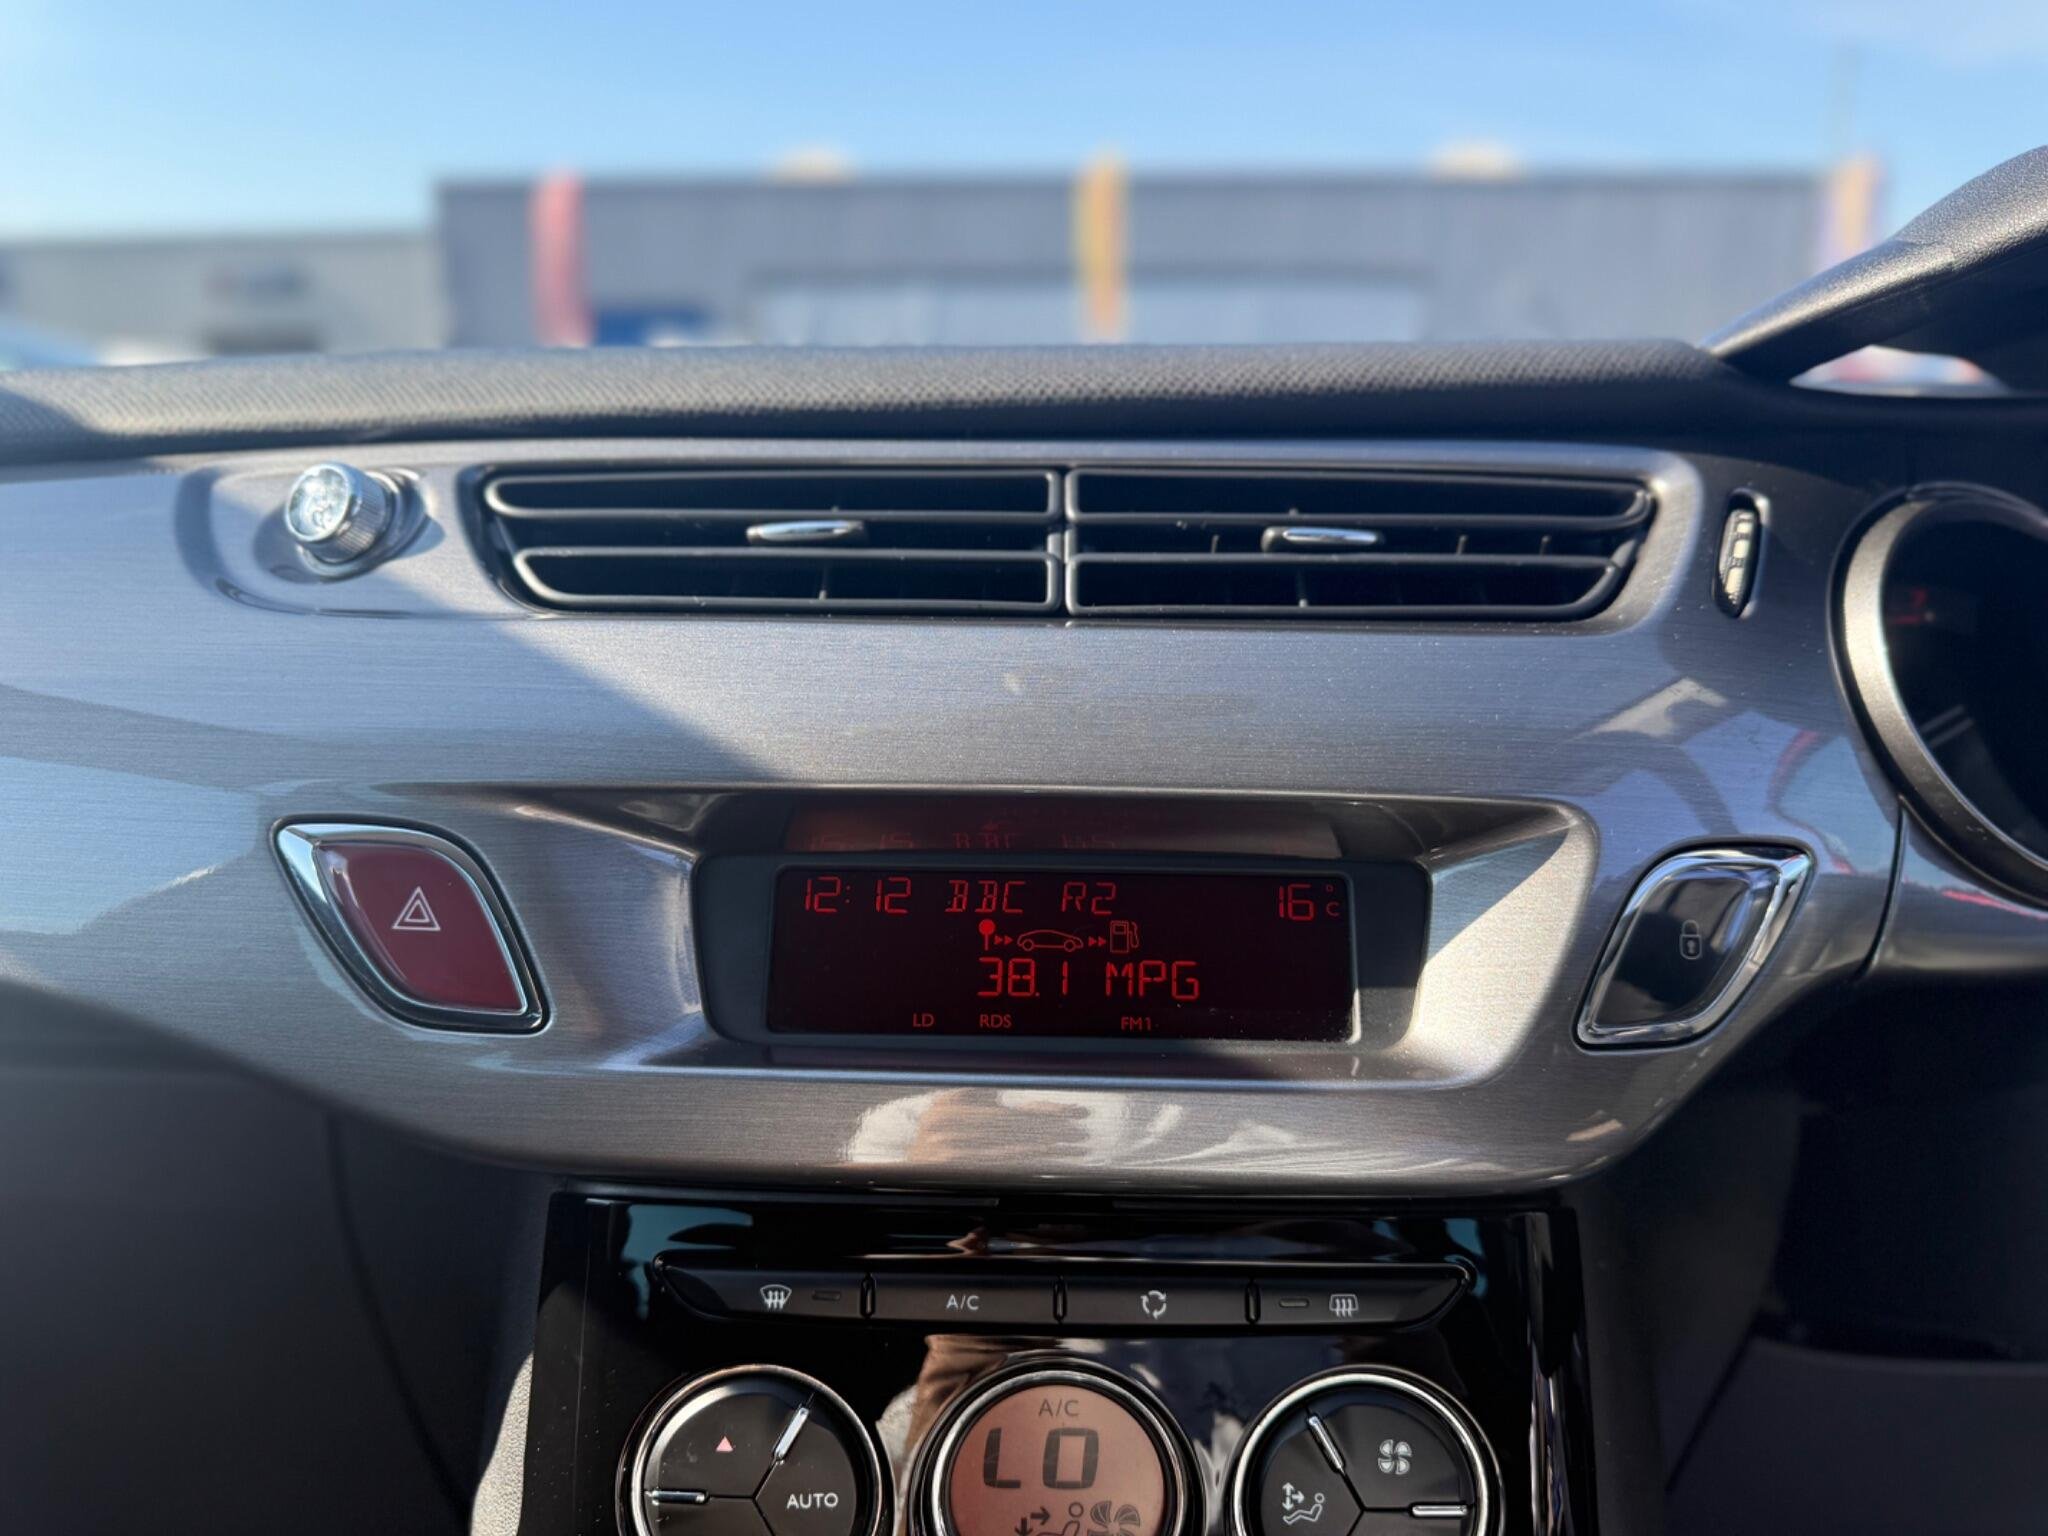 12:12 BBC R2 16°C
38.1 MPG
LD RDS FM1
A/C
A/C
LO
AUTO